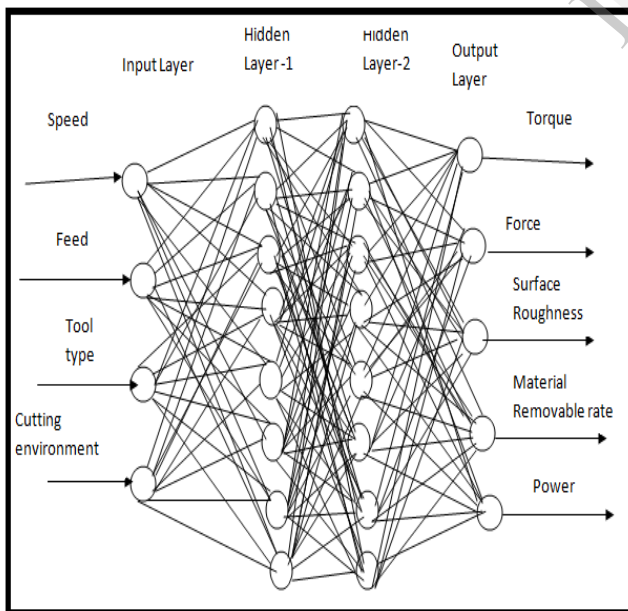 Input Layer
Hidden
Layer-1
Hidden
Layer-2
Output
Layer
Speed
Feed
Tool
type
Cutting
environment
Torque
Force
Surface
Roughness
Material
Removable rate
Power